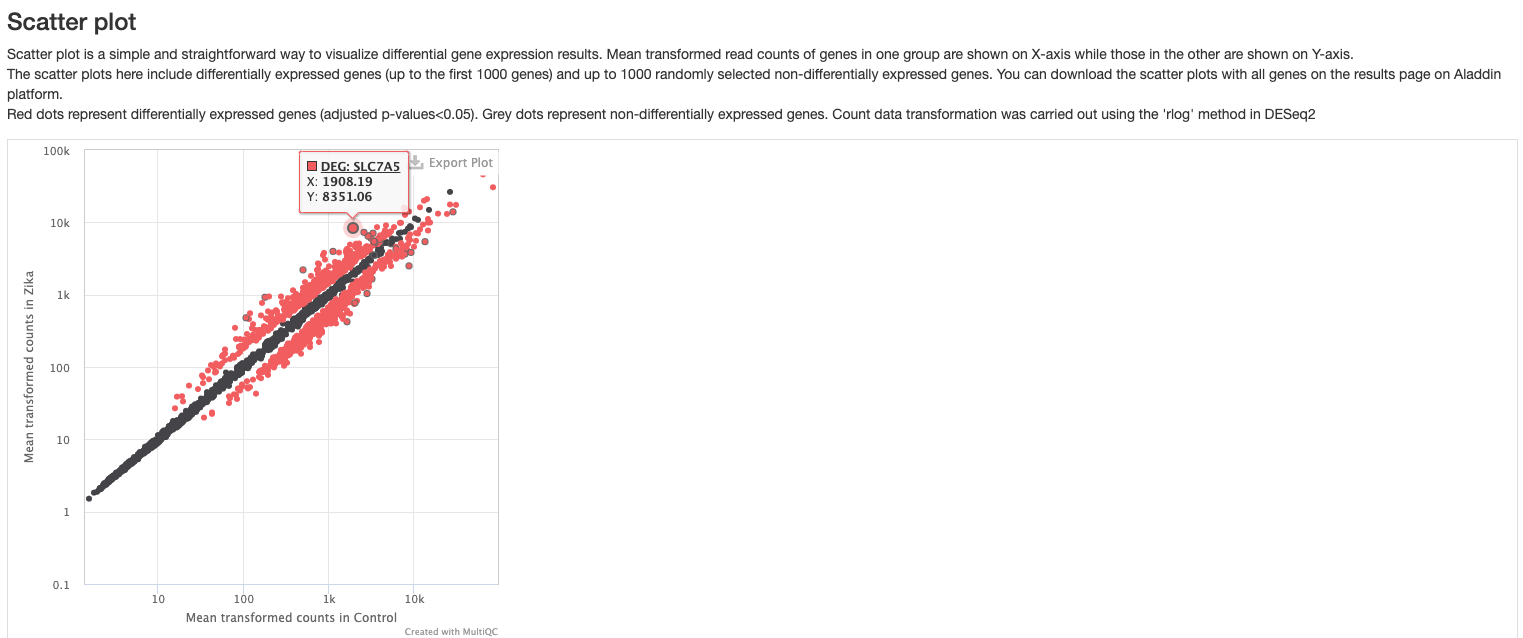 Scatter plot
Scatter plot is a simple and straightforward way to visualize differential gene expression results. Mean transformed read counts of genes in one group are shown on X-axis while those in the other are shown on Y-axis.
The scatter plots here include differentially expressed genes (up to the first 1000 genes) and up to 1000 randomly selected non-differentially expressed genes. You can download the scatter plots with all genes on the results page on Aladdin
platform.
Red dots represent differentially expressed genes (adjusted p-values<0.05). Grey dots represent non-differentially expressed genes. Count data transformation was carried out using the 'rlog' method in DESeq2
Export Plot
DEG: SLC7A5
X: 1908.19
Y: 8351.06
100k
10k
1k
100
10
1
0.1
Mean transformed counts in Zika
10
100
1k
10k
Mean transformed counts in Control
Created with MultiQC